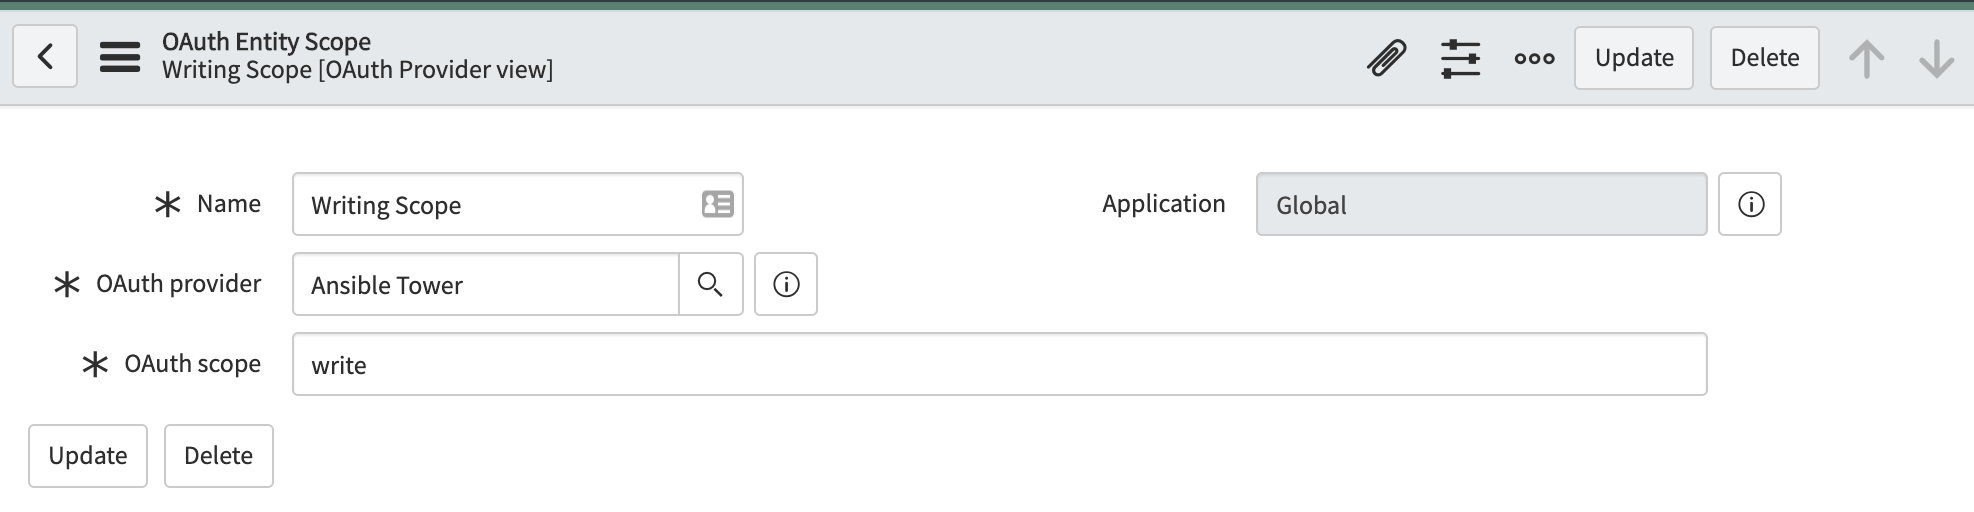 OAuth Entity Scope
Writing Scope [OAuth Provider view]
Update
Delete
Name
Writing Scope
Application
Global
OAuth provider
Ansible Tower
OAuth scope
write
Update
Delete